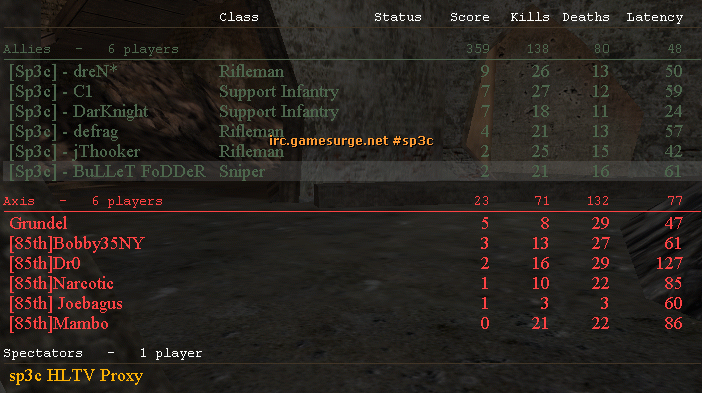 Class Status Score Kills Deaths Latency
Allies - 6 players 359 138 80 48
[Sp3c] - dreN* Rifleman 9 26 13 50
[Sp3c] - C1 Support Infantry 7 27 12 59
[Sp3c] - DarKnight Support Infantry 7 18 11 24
[Sp3c] - defrag Rifleman 4 21 13 57
irc.gamesurge.net #sp3c
[Sp3c] - jThooker Rifleman 2 25 15 42
[Sp3c] - BuLLeT FoDDeR Sniper 2 21 16 61
Axis - 6 players 23 71 132 77
Grundel 5 8 29 47
[85th]Bobby35NY 3 13 27 61
[85th]Dr0 2 16 29 127
[85th]Narcotic 1 10 22 85
[85th] Joebagus 1 3 3 60
[85th]Mambo 0 21 22 86
Spectators - 1 player
sp3c HLTV Proxy